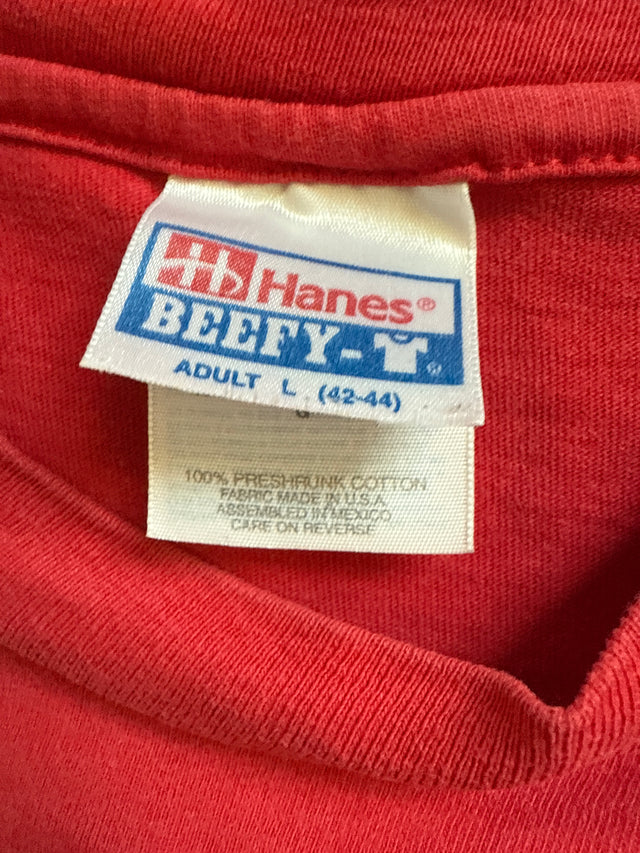 Hanes®
BEEFY-
ADULT L (42-44)
100% PRESHRUNK COTTON
FABRIC MADE IN U.S.A.
ASSEMBLED IN MEXICO
CARE ON REVERSE